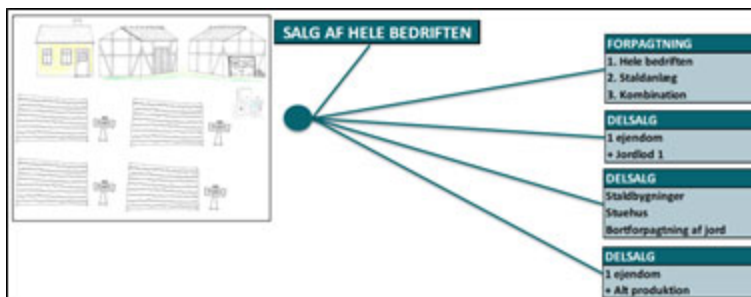 SALG AF HELE BEDRIFTEN
FORPAGTNING
1. Hele bedriften
2. Staldanlæg
3. Kombination
DELSALG
1 ejendom
+ Jordlod 1
DELSALG
Staldbygninger
Stuehus
Bortforpagtning af jord
DELSALG
1 ejendom
+ Alt produktion